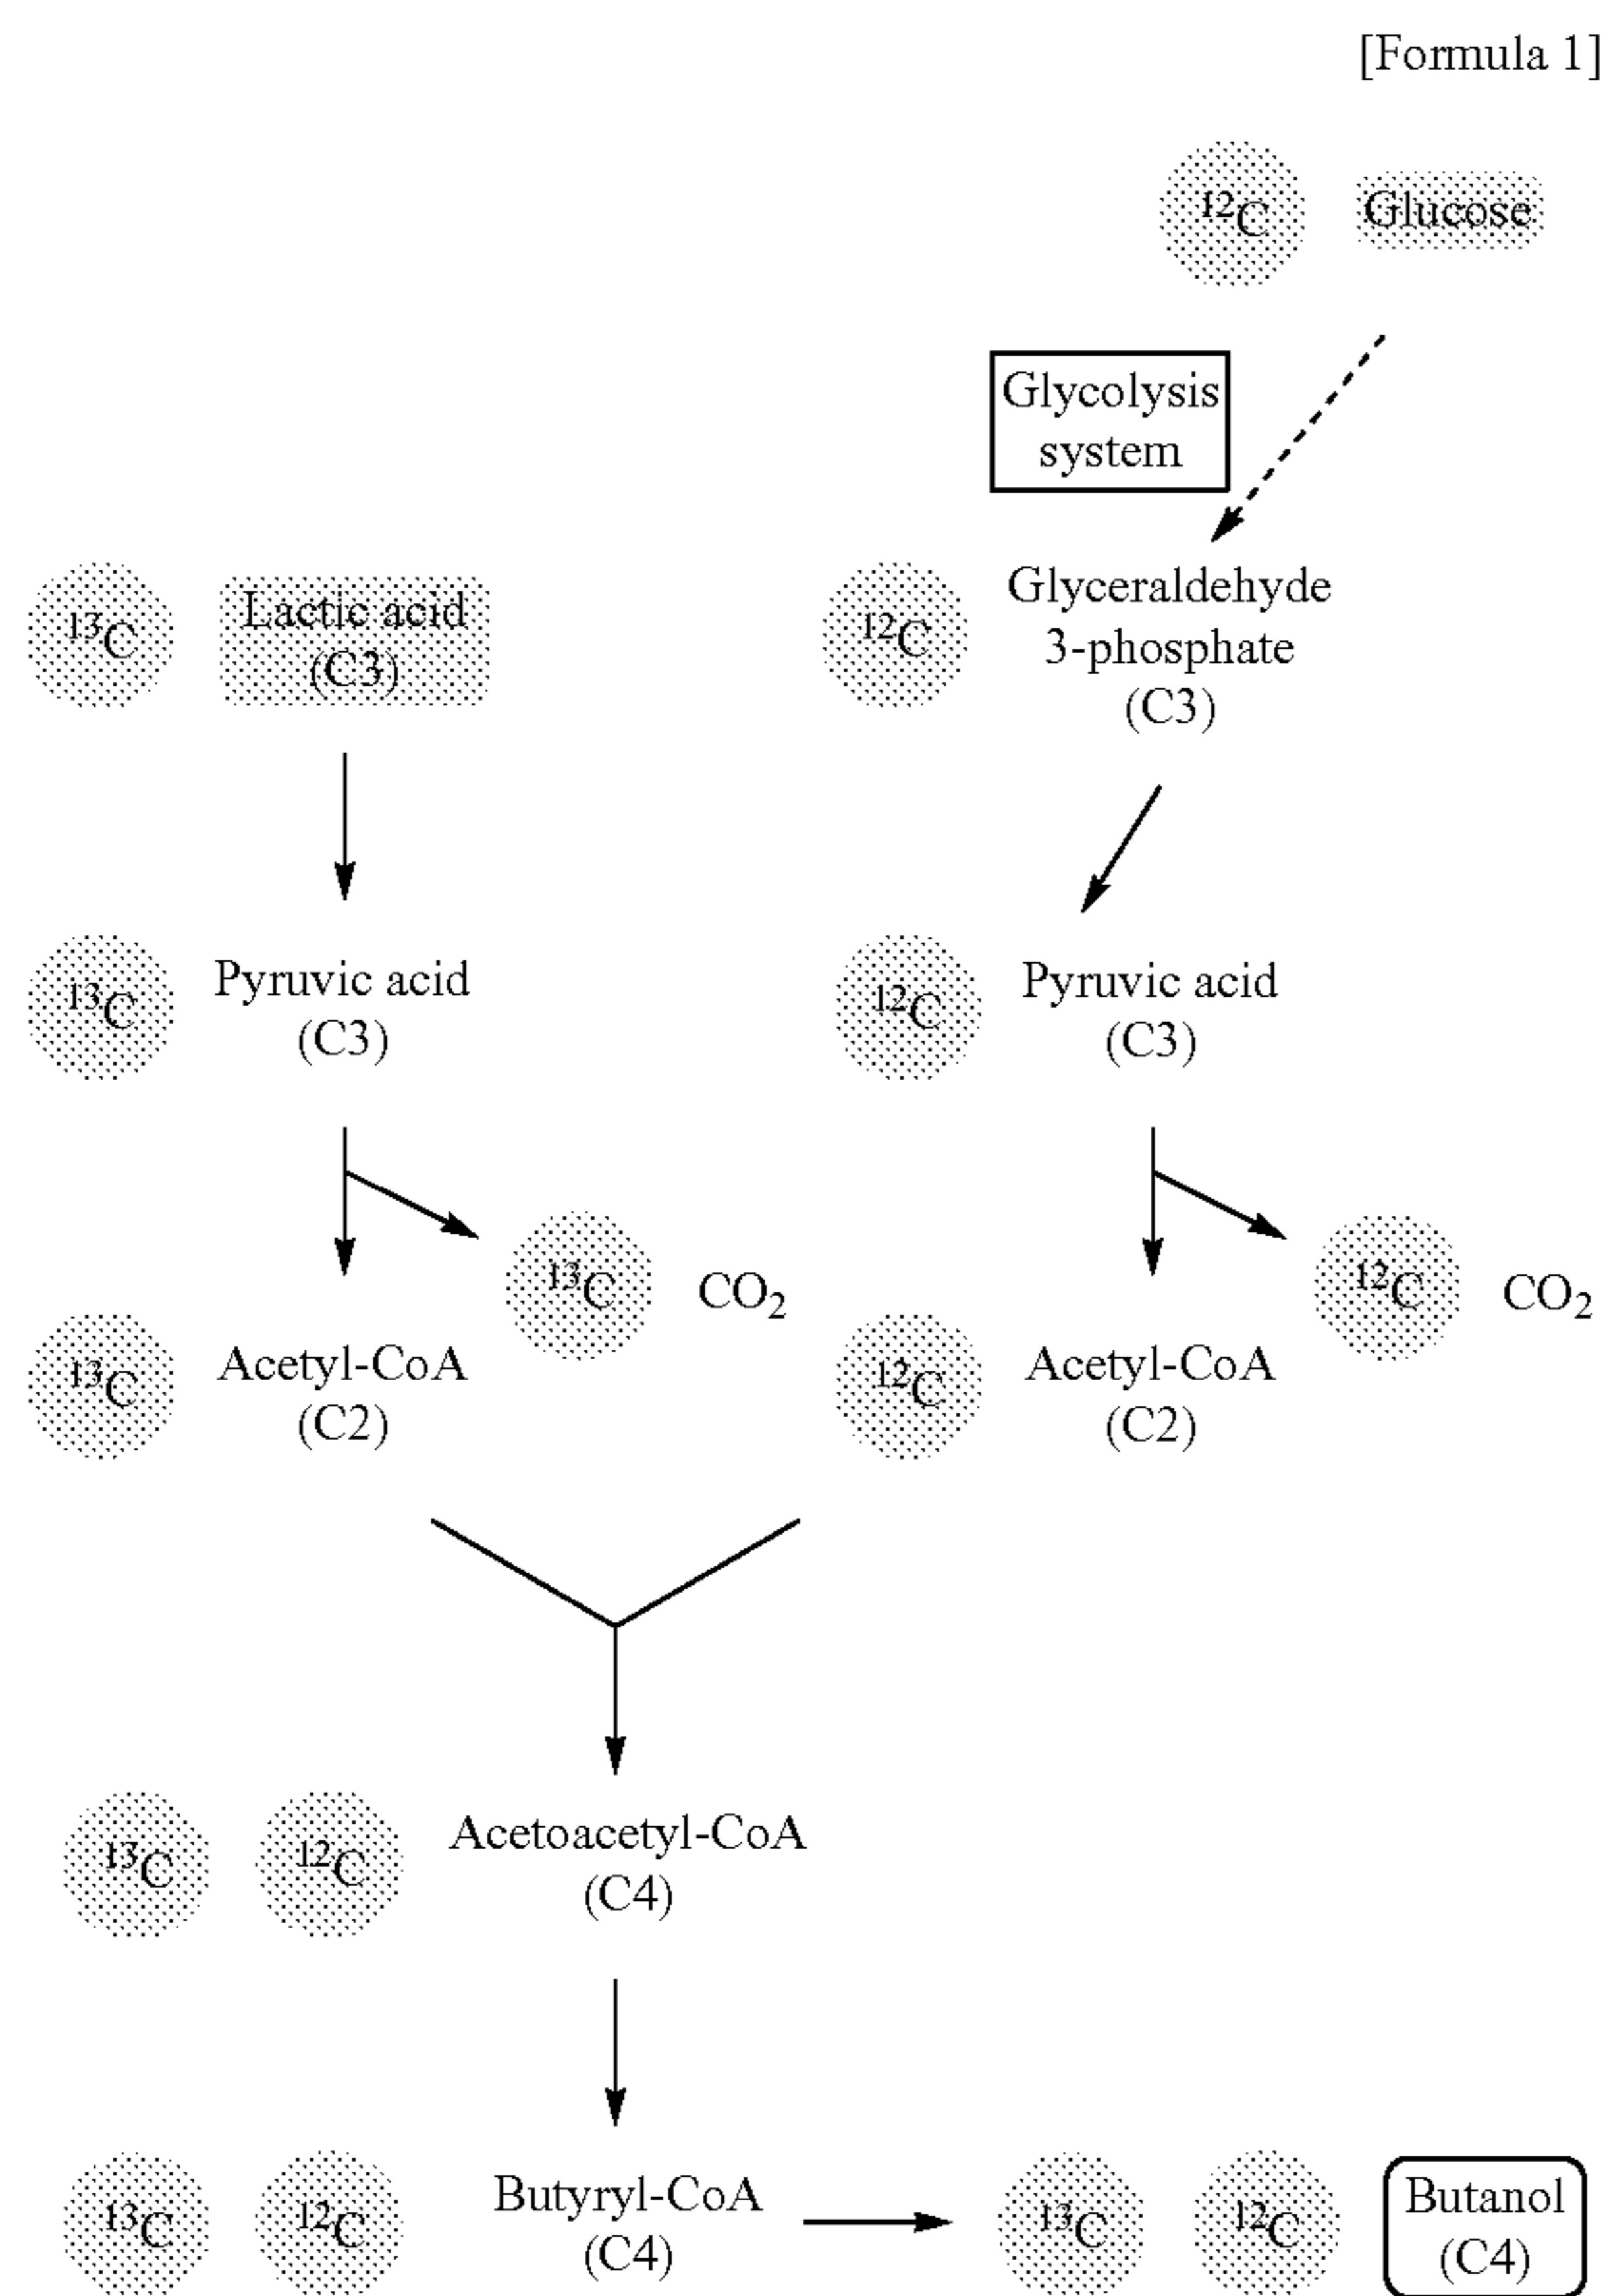 [Formula 1]
¹²C Glucose
Glycolysis
system
¹³C Lactic acid
(C3)
¹²C Glyceraldehyde
3-phosphate
(C3)
¹³C Pyruvic acid
(C3)
¹²C Pyruvic acid
(C3)
¹³C CO₂
¹²C CO₂
¹³C Acetyl-CoA
(C2)
¹²C Acetyl-CoA
(C2)
¹³C ¹²C Acetoacetyl-CoA
(C4)
¹³C ¹²C Butyryl-CoA
(C4)
¹³C ¹²C Butanol
(C4)